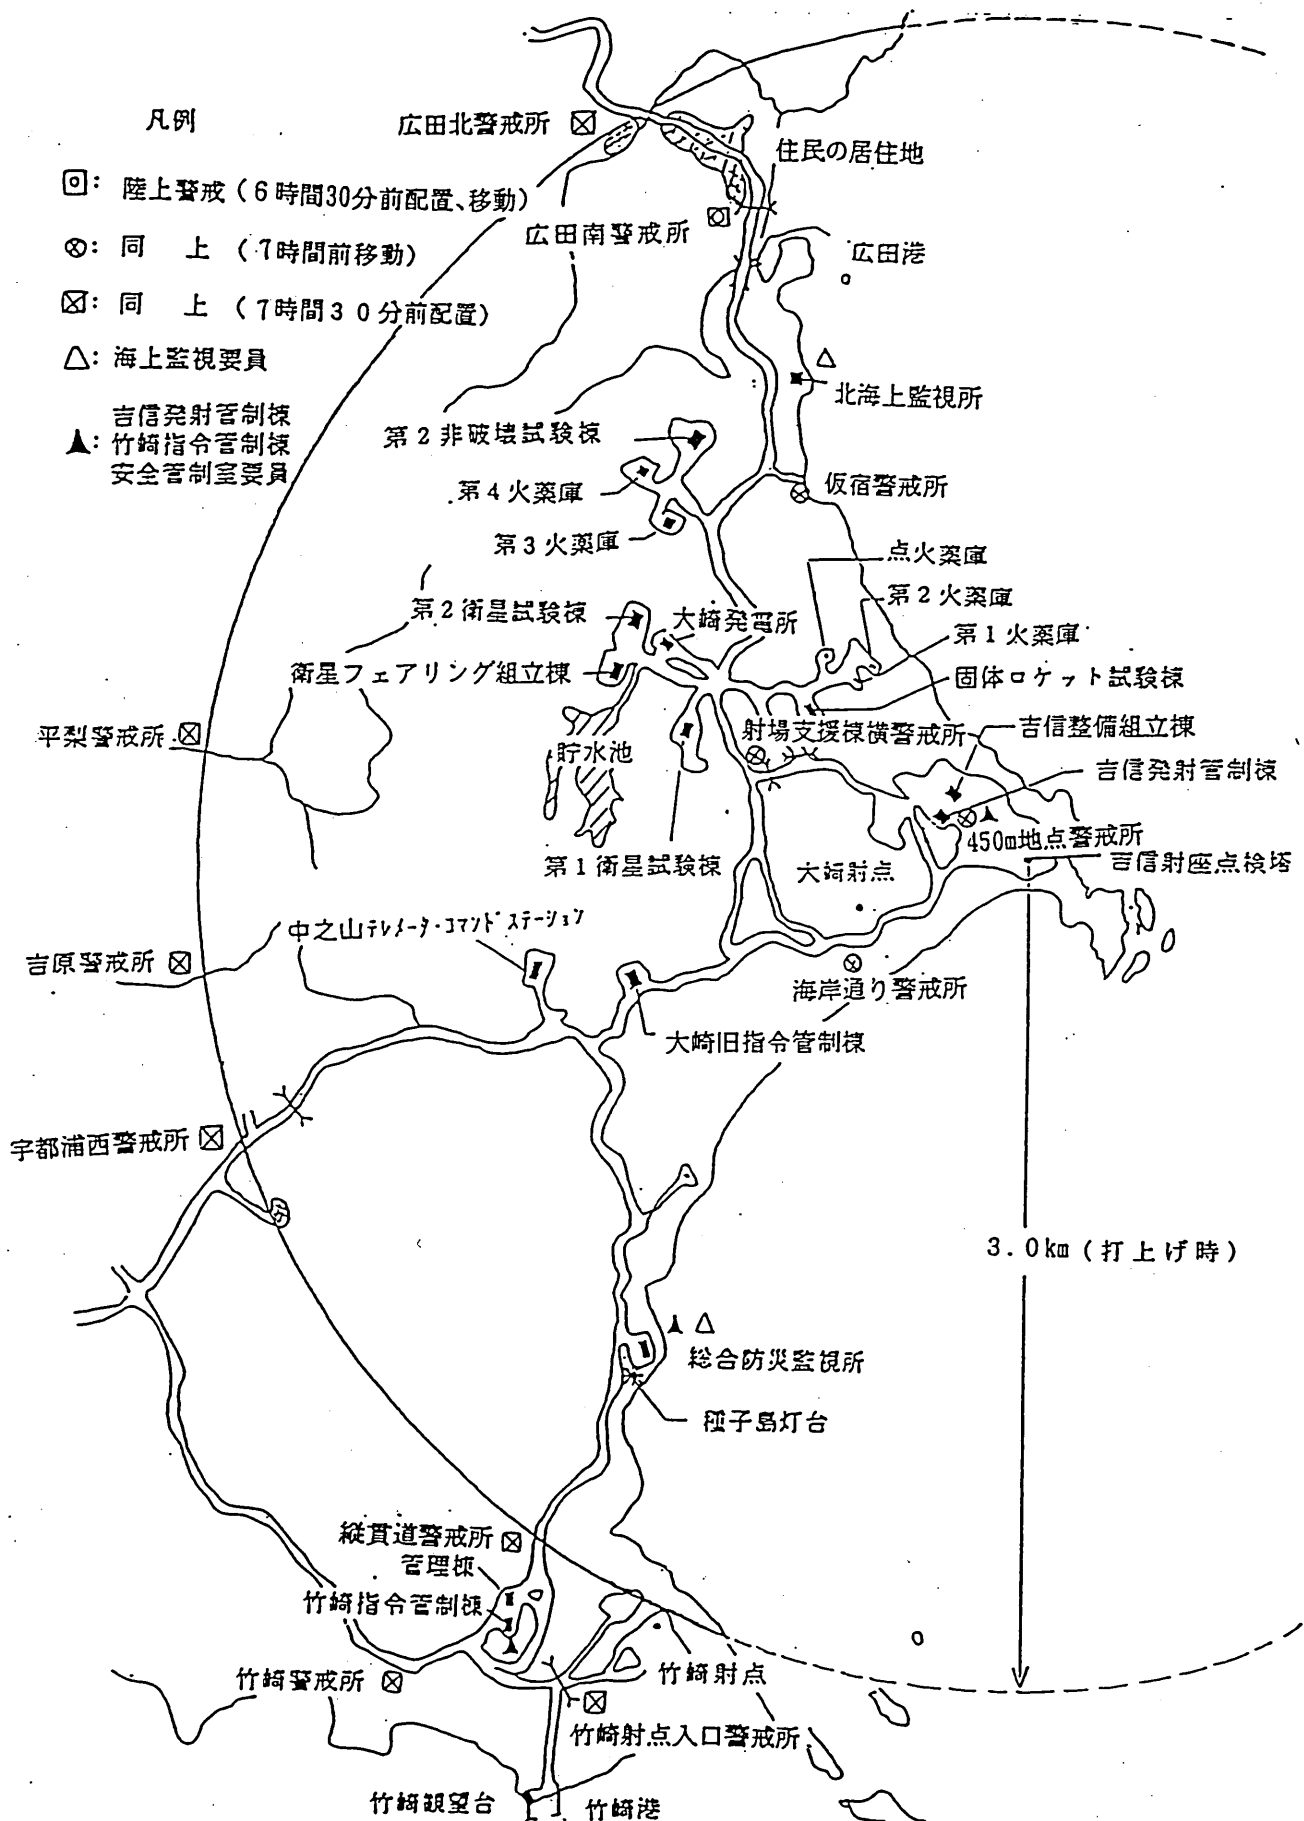 凡例
回: 陸上警戒(6時間30分前配置、移動)
⊗: 同 上 (7時間前移動)
⊠: 同 上 (7時間30分前配置)
△: 海上監視要員
吉信発射管制棟
竹崎指令管制棟
安全管制室要員
広田北警戒所
住民の居住地
広田南警戒所
広田港
北海上監視所
第2非破壊試験棟
第4火薬庫
仮宿警戒所
第3火薬庫
点火薬庫
第2火薬庫
第2衛星試験棟
大崎発電所
第1火薬庫
衛星フェアリング組立棟
固体ロケット試験棟
平梨警戒所
射場支援棟横警戒所
吉信整備組立棟
貯水池
吉信発射管制棟
450m地点警戒所
第1衛星試験棟
大崎射点
吉信射座点検塔
中之山テレメータ・コマンドステーション
吉原警戒所
海岸通り警戒所
大崎旧指令管制棟
宇都浦西警戒所
3.0km(打上げ時)
総合防災監視所
種子島灯台
縦貫道警戒所
管理棟
竹崎指令管制棟
竹崎警戒所
竹崎射点
竹崎射点入口警戒所
竹崎観望台
竹崎港